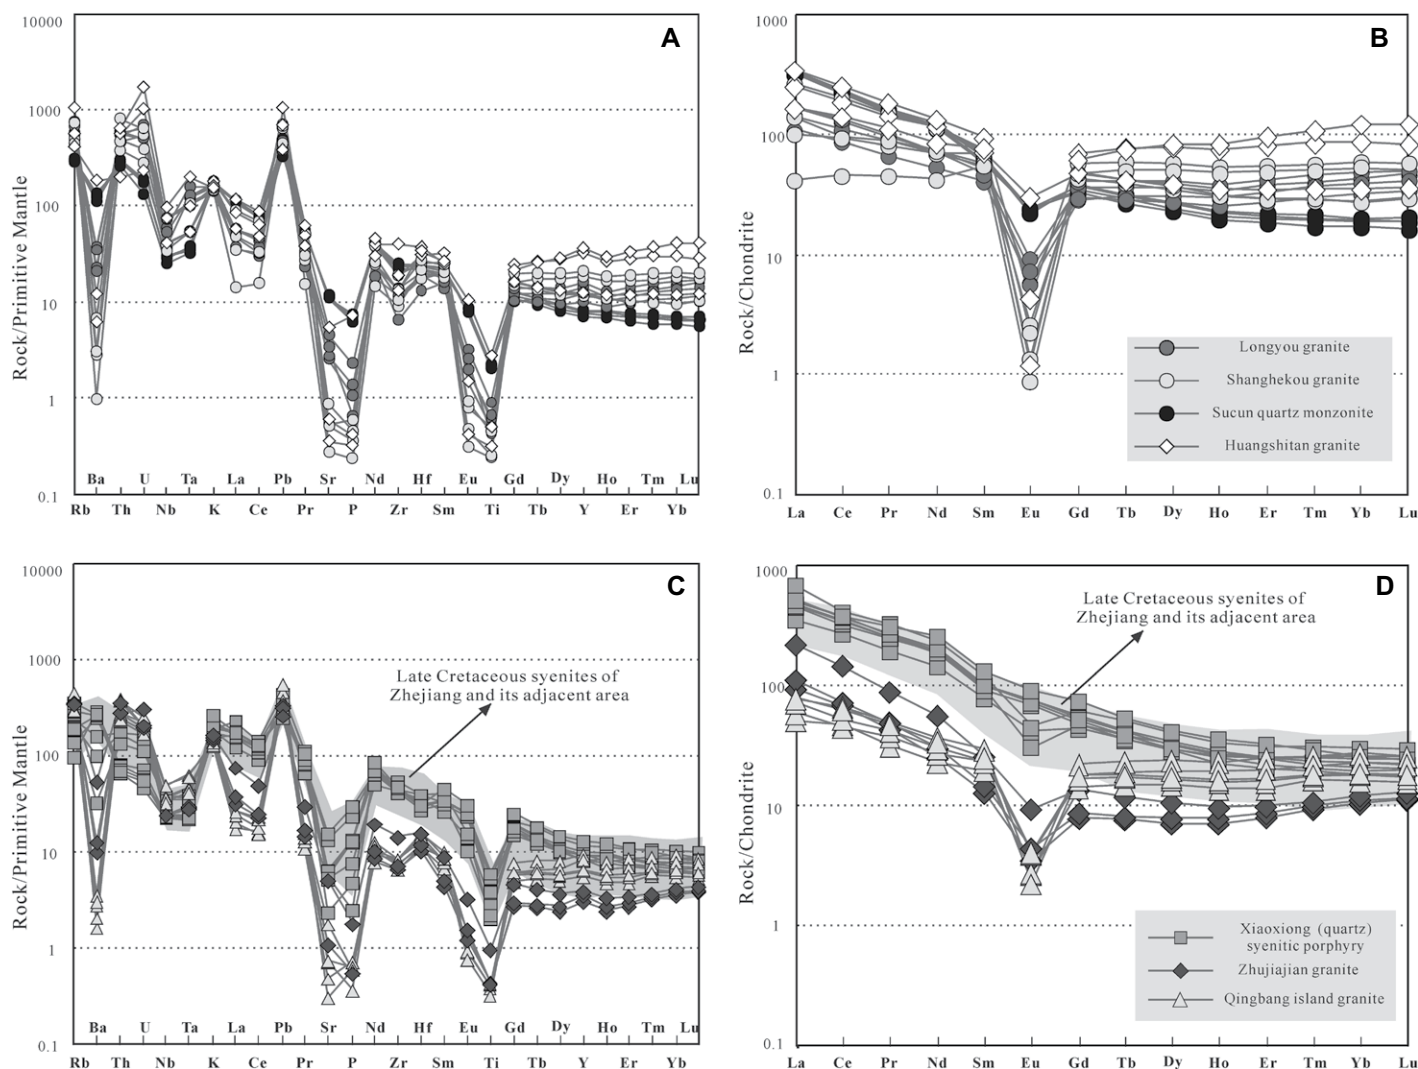 A
10000
1000
100
10
1
0.1
Rock/Primitive Mantle
Ba U Ta La Pb Sr Nd Hf Eu Gd Dy Ho Tm Lu
Rb Th Nb K Ce Pr P Zr Sm Ti Tb Y Er Yb
B
1000
100
10
1
0.1
Rock/Chondrite
Longyou granite
Shanghekou granite
Sucun quartz monzonite
Huangshitan granite
La Ce Pr Nd Sm Eu Gd Tb Dy Ho Er Tm Yb Lu
C
10000
1000
100
10
1
0.1
Rock/Primitive Mantle
Late Cretaceous syenites of
Zhejiang and its adjacent area
Ba U Ta La Pb Sr Nd Hf Eu Gd Dy Ho Tm Lu
Rb Th Nb K Ce Pr P Zr Sm Ti Tb Y Er Yb
D
1000
100
10
1
0.1
Rock/Chondrite
Late Cretaceous syenites of
Zhejiang and its adjacent area
Xiaoxiong (quartz)
syenitic porphyry
Zhujiajian granite
Qingbang island granite
La Ce Pr Nd Sm Eu Gd Tb Dy Ho Er Tm Yb Lu